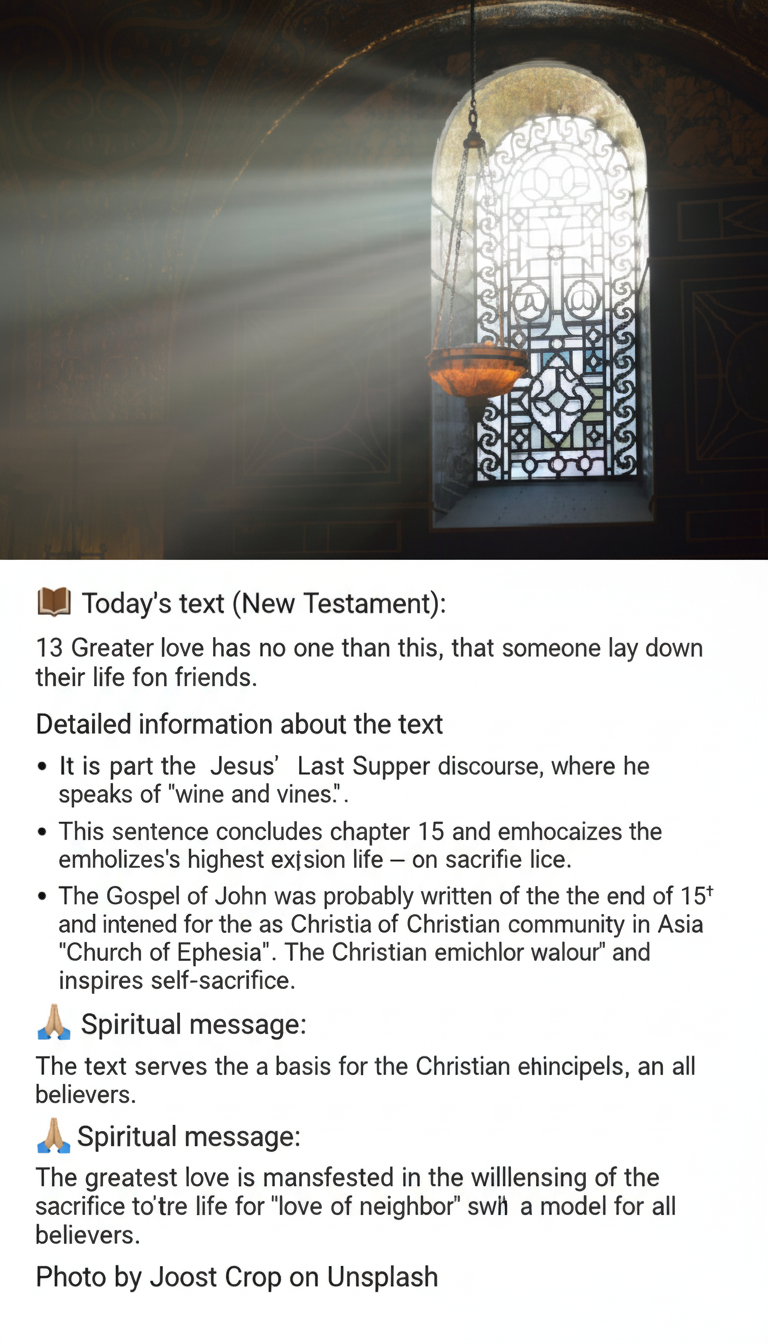 Today's text (New Testament):
13 Greater love has no one than this, that someone lay down
their life fon friends.
Detailed information about the text
• It is part the Jesus' Last Supper discourse, where he
speaks of "wine and vines.".
• This sentence concludes chapter 15 and emhocaizes the
emholizes's highest exįsion life – on sacrifie lice.
• The Gospel of John was probably written of the the end of 15†
and intened for the as Christia of Christian community in Asia
"Church of Ephesia". The Christian emichlor walour" and
inspires self-sacrifice.
Spiritual message:
The text serves the a basis for the Christian ehincipels, an all
believers.
Spiritual message:
The greatest love is mansfested in the willlensing of the
sacrifice to'tre life for "love of neighbor" a model for all
believers.
Photo by Joost Crop on Unsplash